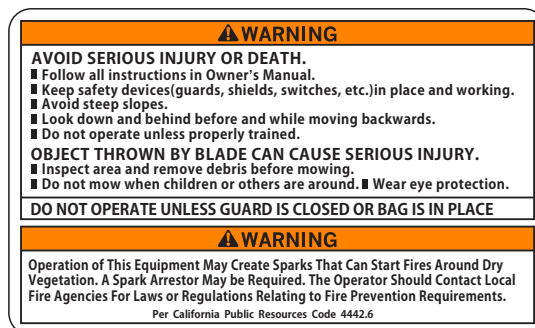 ⚠WARNING
AVOID SERIOUS INJURY OR DEATH.
■ Follow all instructions in Owner's Manual.
■ Keep safety devices(guards, shields, switches, etc.)in place and working.
■ Avoid steep slopes.
■ Look down and behind before and while moving backwards.
■ Do not operate unless properly trained.
OBJECT THROWN BY BLADE CAN CAUSE SERIOUS INJURY.
■ Inspect area and remove debris before mowing.
■ Do not mow when children or others are around. ■ Wear eye protection.
DO NOT OPERATE UNLESS GUARD IS CLOSED OR BAG IS IN PLACE
⚠WARNING
Operation of This Equipment May Create Sparks That Can Start Fires Around Dry
Vegetation. A Spark Arrestor May be Required. The Operator Should Contact Local
Fire Agencies For Laws or Regulations Relating to Fire Prevention Requirements.
Per California Public Resources Code 4442.6